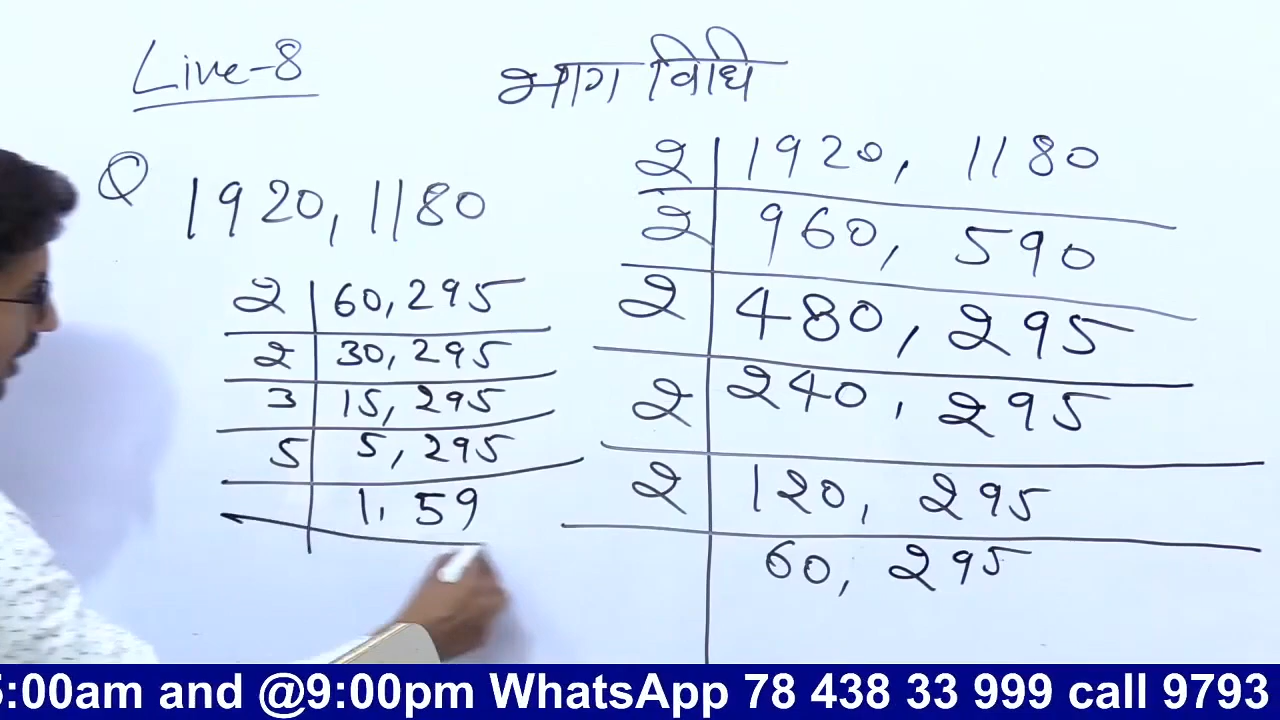 Live-8
भाग विधि
Q 1920, 1180
2 | 60, 295
2 | 30, 295
3 | 15, 295
5 | 5, 295
1, 59
2 | 1920, 1180
2 | 960, 590
2 | 480, 295
2 | 240, 295
2 | 120, 295
60, 295
5:00am and @9:00pm WhatsApp 78 438 33 999 call 9793